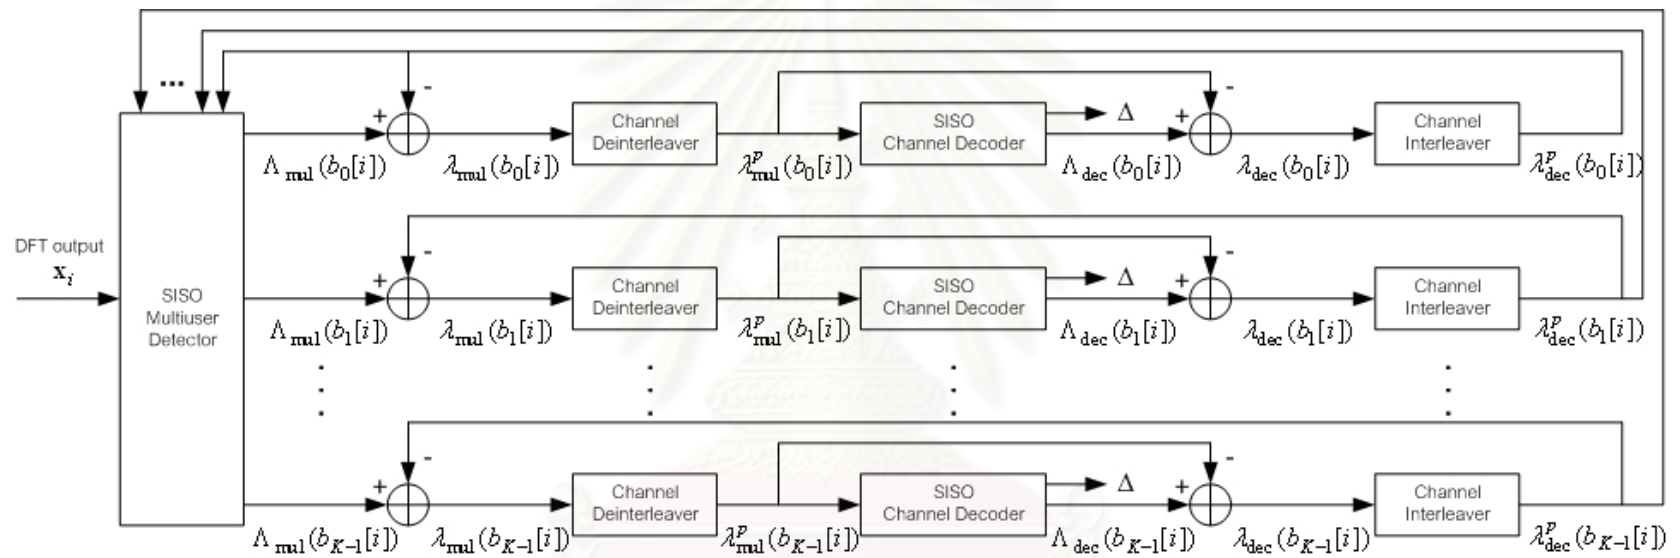 ...
- -
+ Channel Deinterleaver SISO Channel Decoder Δ + Channel Interleaver
Λ_mul(b_0[i]) λ_mul(b_0[i]) λ^p_mul(b_0[i]) Λ_dec(b_0[i]) λ_dec(b_0[i]) λ^p_dec(b_0[i])
DFT output
x_i
SISO
Multiuser
Detector
- -
+ Channel Deinterleaver SISO Channel Decoder Δ + Channel Interleaver
Λ_mul(b_1[i]) λ_mul(b_1[i]) λ^p_mul(b_1[i]) Λ_dec(b_1[i]) λ_dec(b_1[i]) λ^p_dec(b_1[i])
- -
+ Channel Deinterleaver SISO Channel Decoder Δ + Channel Interleaver
Λ_mul(b_{K-1}[i]) λ_mul(b_{K-1}[i]) λ^p_mul(b_{K-1}[i]) Λ_dec(b_{K-1}[i]) λ_dec(b_{K-1}[i]) λ^p_dec(b_{K-1}[i])